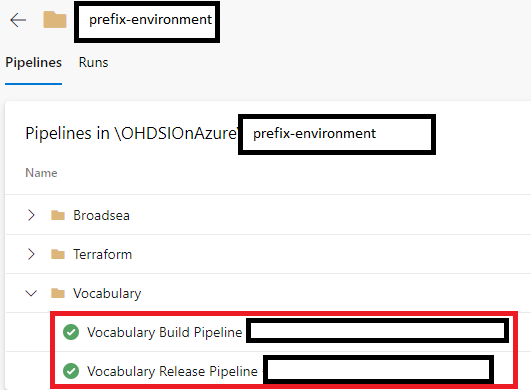 prefix-environment
Pipelines Runs
Pipelines in \OHDSIOnAzure\ prefix-environment
Name
Broadsea
Terraform
Vocabulary
Vocabulary Build Pipeline
Vocabulary Release Pipeline